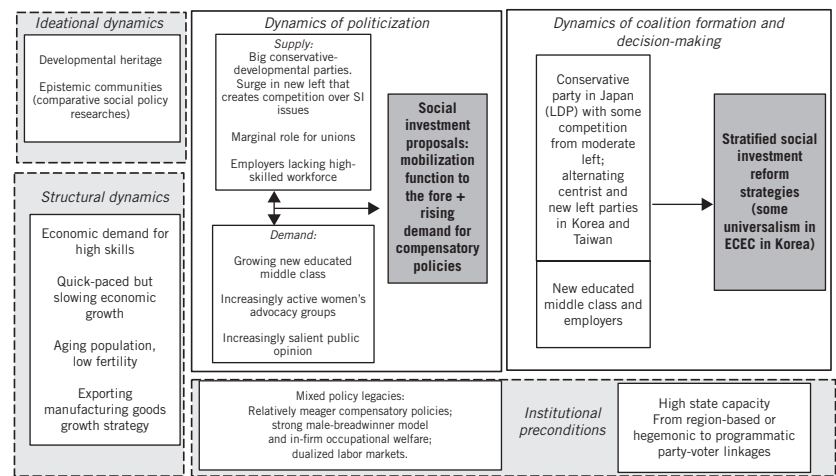 Ideational dynamics
Developmental heritage
Epistemic communities
(comparative social policy
researches)
Structural dynamics
Economic demand for
high skills
Quick-paced but
slowing economic
growth
Aging population,
low fertility
Exporting
manufacturing goods
growth strategy
Dynamics of politicization
Supply:
Big conservative-
developmental parties.
Surge in new left that
creates competition over SI
issues
Marginal role for unions
Employers lacking high-
skilled workforce
Demand:
Growing new educated
middle class
Increasingly active women's
advocacy groups
Increasingly salient public
opinion
Social
investment
proposals:
mobilization
function to
the fore +
rising
demand for
compensatory
policies
Dynamics of coalition formation and
decision-making
Conservative
party in Japan
(LDP) with some
competition
from moderate
left;
alternating
centrist and
new left parties
in Korea and
Taiwan
New educated
middle class and
employers
Stratified social
investment
reform
strategies
(some
universalism in
ECEC in Korea)
Mixed policy legacies:
Relatively meager compensatory policies;
strong male-breadwinner model
and in-firm occupational welfare;
dualized labor markets.
Institutional
preconditions
High state capacity
From region-based or
hegemonic to programmatic
party-voter linkages